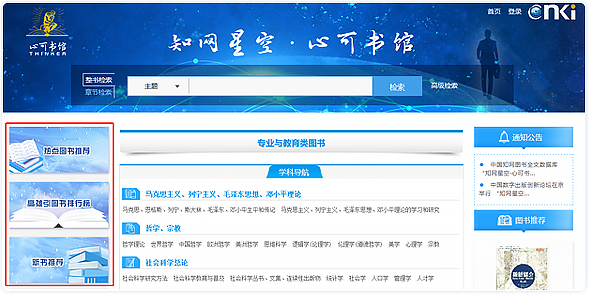 首页 登录 cnki
心可书馆
THINKER
知网星空·心可书馆
整书检索
章节检索
主题
检索
高级检索
热点图书推荐
高被引图书排行榜
新书推荐
专业与教育类图书
学科导航
马克思主义、列宁主义、毛泽东思想、邓小平理论
马克思、恩格斯、列宁、斯大林、毛泽东、邓小平生平和传记 马克思主义、列宁主义、毛泽东思想、邓小平理论的学习和研究
哲学、宗教
哲学理论 世界哲学 中国哲学 欧洲哲学 美洲哲学 思维科学 逻辑学(论理学) 伦理学(道德哲学) 美学 心理学 宗教
社会科学总论
社会科学研究方法 社会科学教育与普及 社会科学丛书、文集、连续性出版物 统计学 社会学 人口学 管理学 人才学
通知公告
中国知网图书全文数据库
“知网星空-心可书...
中国数字出版创新论坛在京
举行 “知网星空...
图书推荐